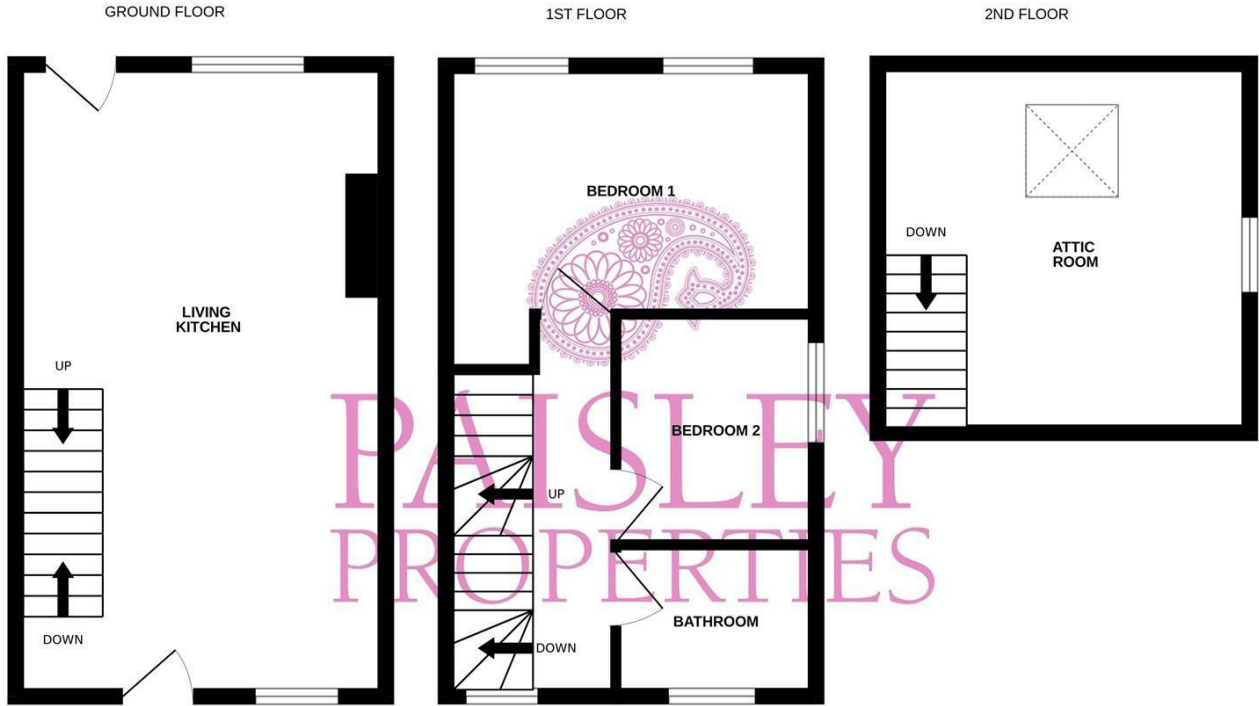 GROUND FLOOR
1ST FLOOR
2ND FLOOR
LIVING
KITCHEN
UP
DOWN
BEDROOM 1
BEDROOM 2
UP
DOWN
BATHROOM
DOWN
ATTIC
ROOM
PAISLEY
PROPERTIES